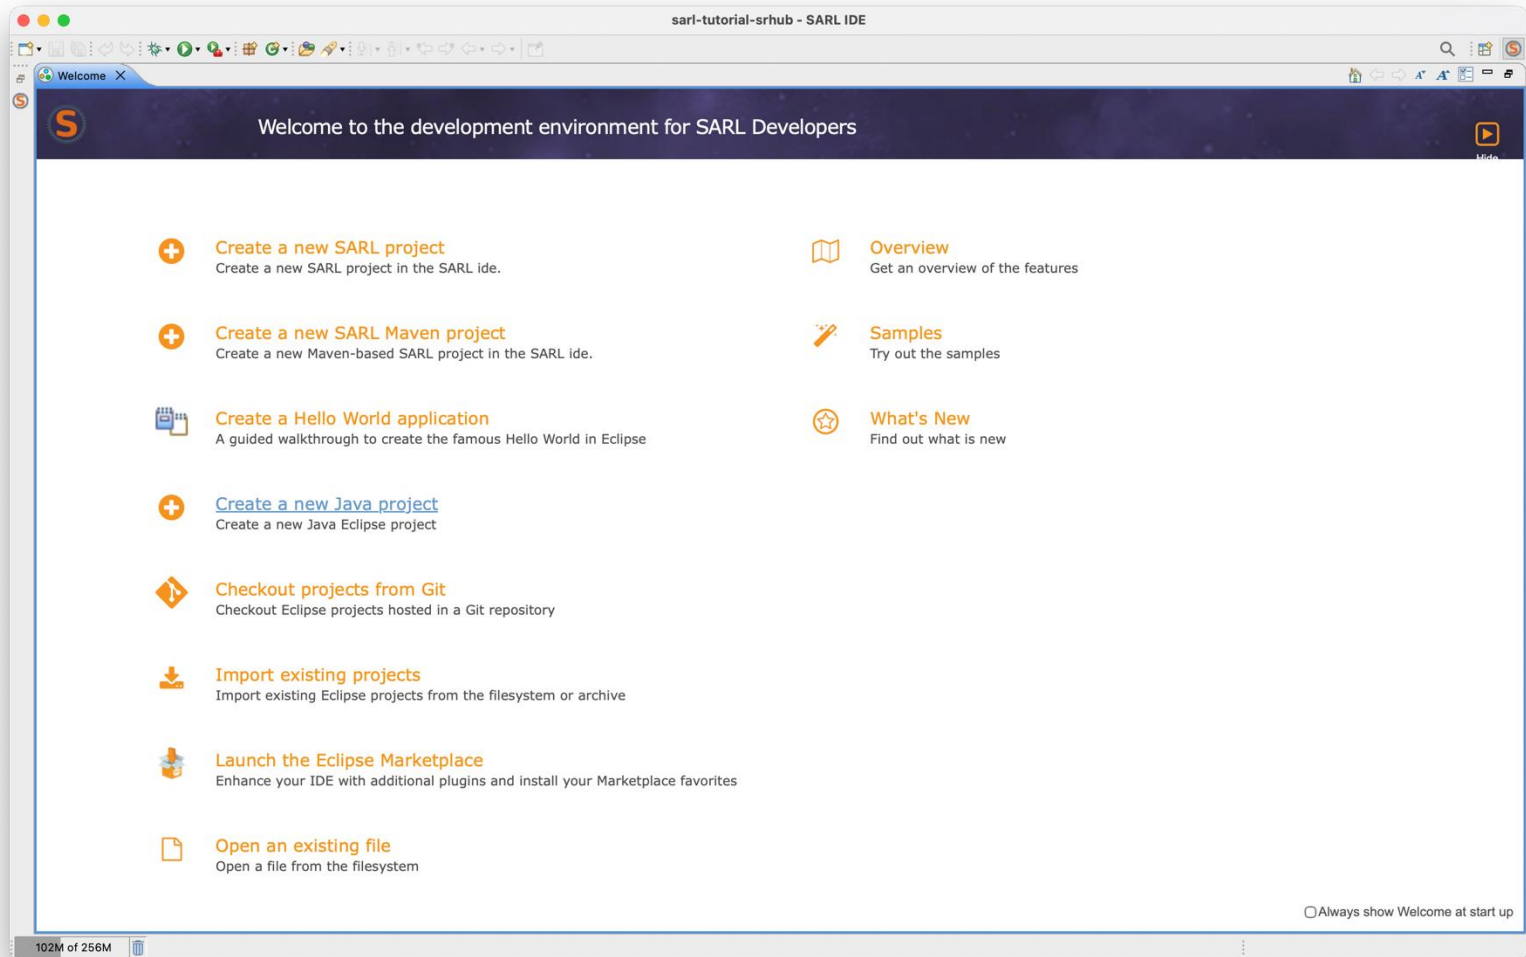 sarl-tutorial-srhub - SARL IDE
Welcome
S
Welcome to the development environment for SARL Developers
Hide
Create a new SARL project
Create a new SARL project in the SARL ide.
Create a new SARL Maven project
Create a new Maven-based SARL project in the SARL ide.
Create a Hello World application
A guided walkthrough to create the famous Hello World in Eclipse
Create a new Java project
Create a new Java Eclipse project
Checkout projects from Git
Checkout Eclipse projects hosted in a Git repository
Import existing projects
Import existing Eclipse projects from the filesystem or archive
Launch the Eclipse Marketplace
Enhance your IDE with additional plugins and install your Marketplace favorites
Open an existing file
Open a file from the filesystem
Overview
Get an overview of the features
Samples
Try out the samples
What's New
Find out what is new
Always show Welcome at start up
102M of 256M